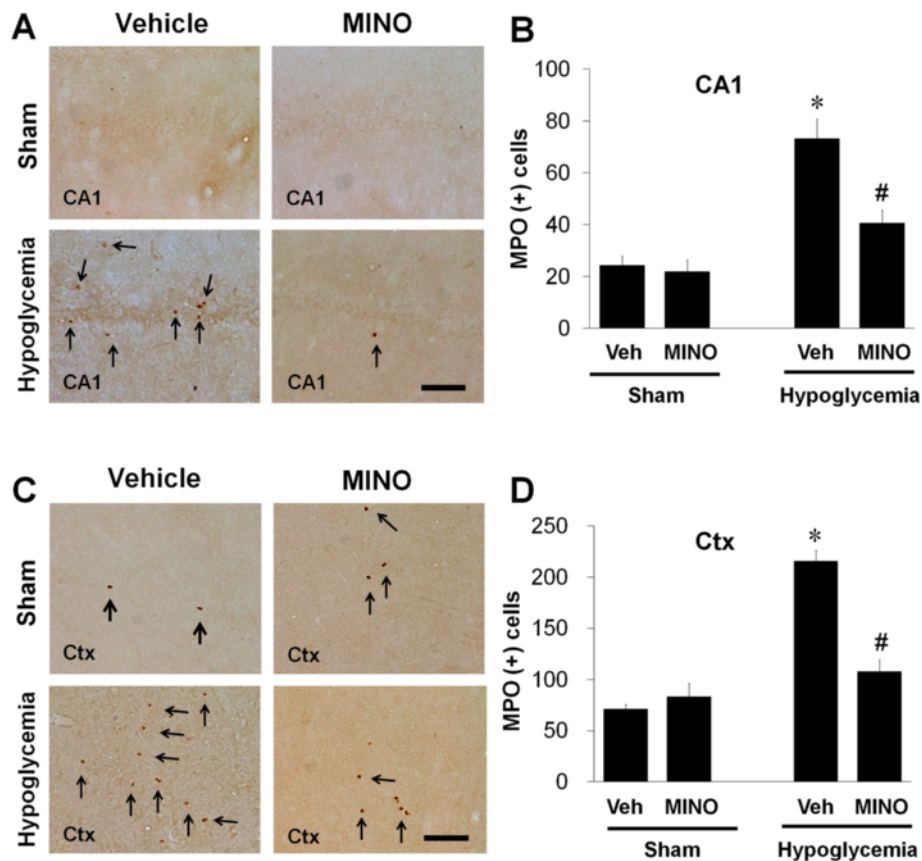 A
Vehicle
MINO
Sham
CA1
CA1
Hypoglycemia
CA1
CA1
B
CA1
MPO (+) cells
100
80
60
40
20
0
*
#
Veh
MINO
Veh
MINO
Sham
Hypoglycemia
C
Vehicle
MINO
Sham
Ctx
Ctx
Hypoglycemia
Ctx
Ctx
D
Ctx
MPO (+) cells
250
200
150
100
50
0
*
#
Veh
MINO
Veh
MINO
Sham
Hypoglycemia